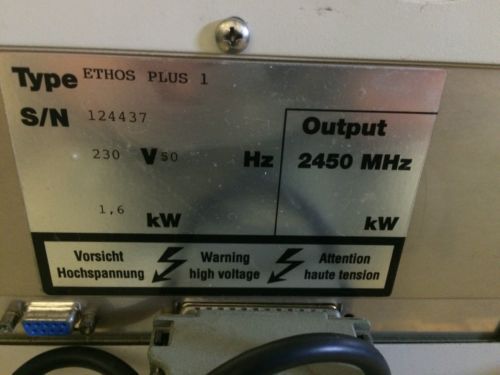 Type ETHOS PLUS 1
S/N 124437
230 V 50 Hz
1,6 kW
Output
2450 MHz
kW
Vorsicht
Hochspannung
Warning
high voltage
Attention
haute tension